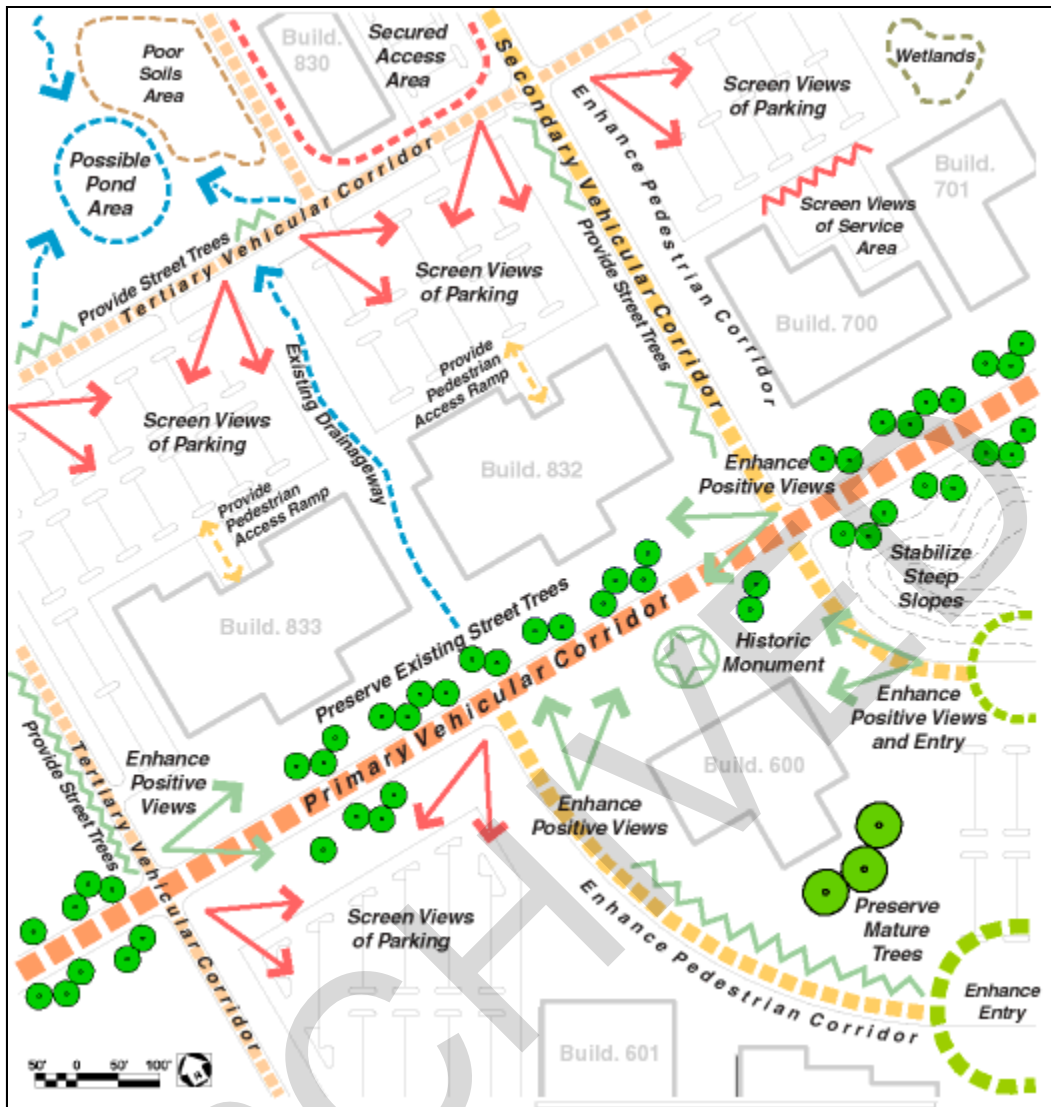 Build.
830
Secured
Access
Area
Poor
Soils
Area
Secondary Vehicular Corridor
Enhance Pedestrian Corridor
Screen Views
of Parking
Wetlands
Possible
Pond
Area
Build.
701
Screen Views
of Service
Area
Provide Street Trees
Tertiary Vehicular Corridor
Screen Views
of Parking
Provide Street Trees
Build. 700
Existing Drainageway
Provide
Pedestrian
Access Ramp
Screen Views
of Parking
Build. 832
Enhance
Positive Views
Provide
Pedestrian
Access Ramp
Stabilize
Steep
Slopes
Build. 833
Preserve Existing Street Trees
Primary Vehicular Corridor
Historic
Monument
Enhance
Positive Views
and Entry
Provide Street Trees
Tertiary Vehicular Corridor
Enhance
Positive
Views
Build. 600
Enhance
Positive Views
Screen Views
of Parking
Enhance Pedestrian Corridor
Preserve
Mature
Trees
Enhance
Entry
Build. 601
50' 0 50' 100'
N